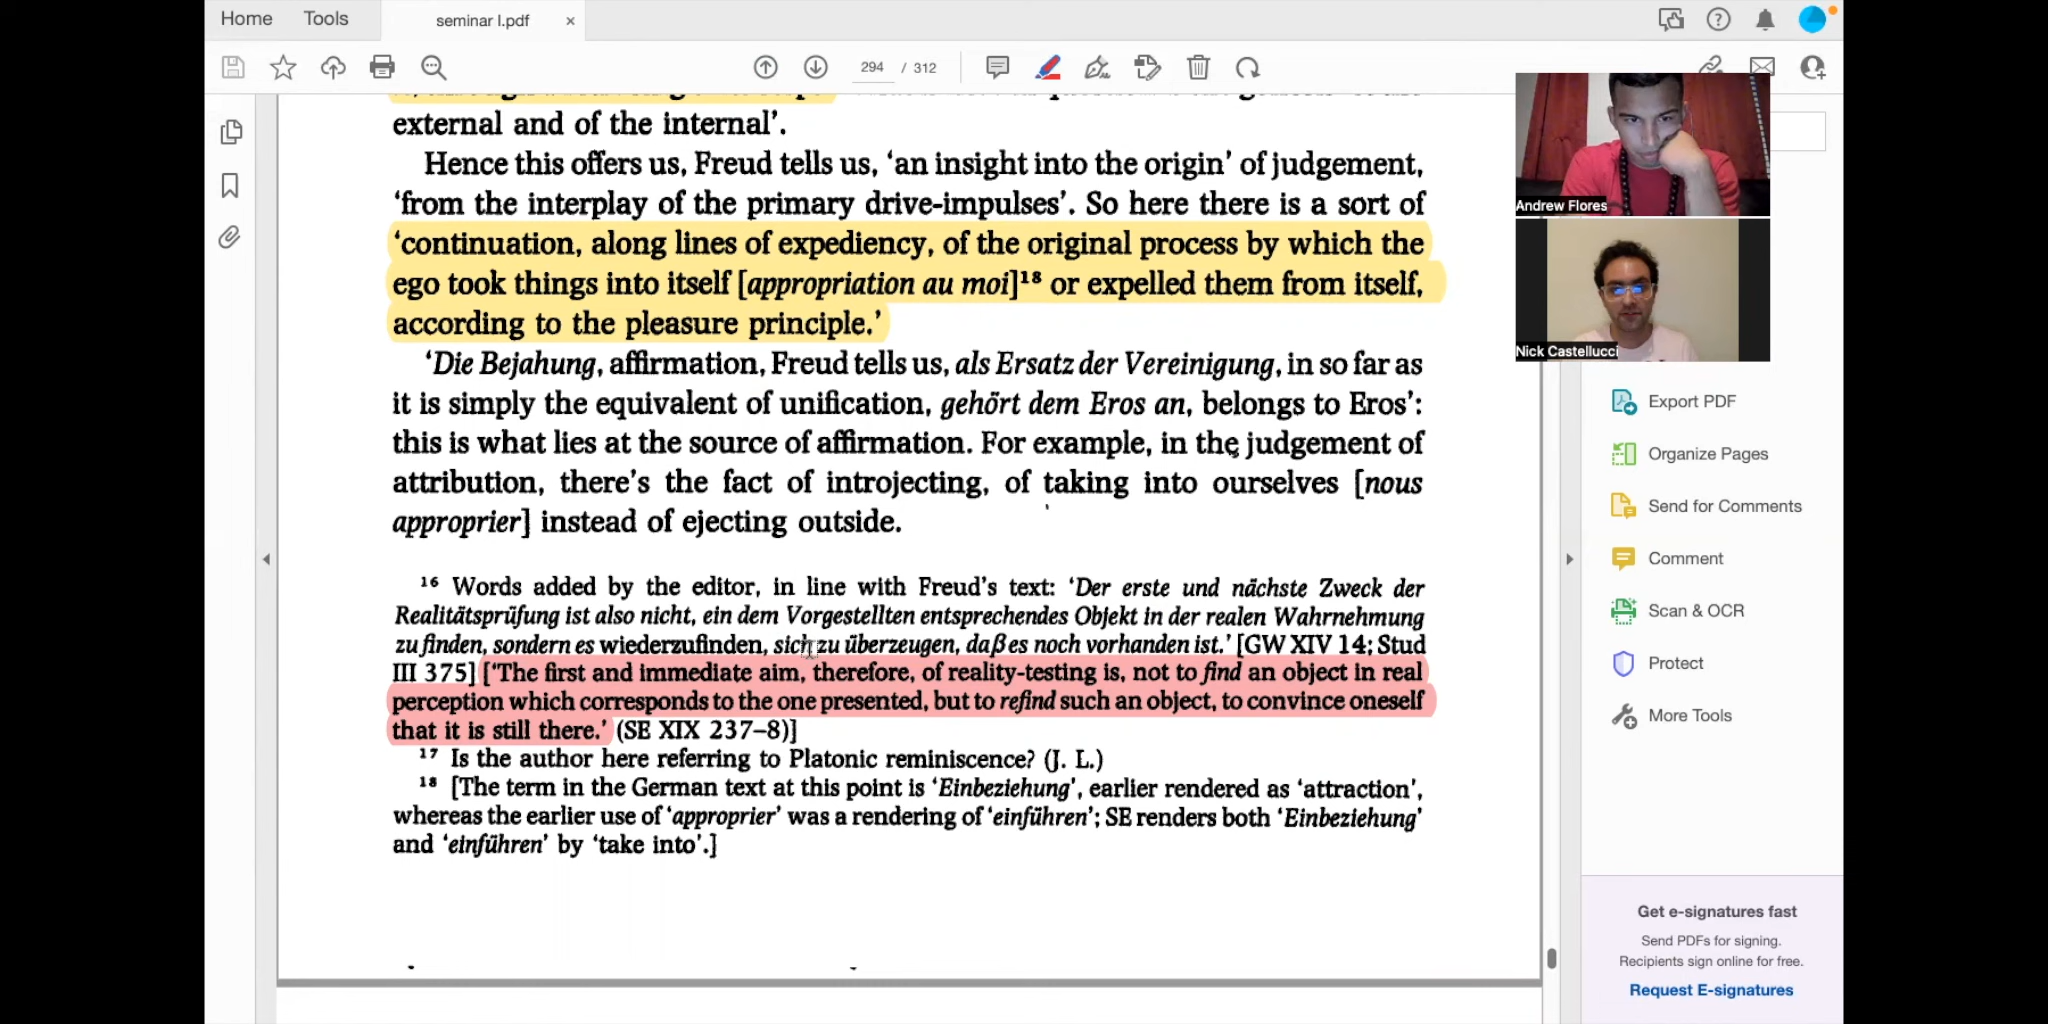 Home Tools seminar I.pdf ×
294 / 312
external and of the internal’.
Hence this offers us, Freud tells us, ‘an insight into the origin’ of judgement,
‘from the interplay of the primary drive-impulses’. So here there is a sort of
‘continuation, along lines of expediency, of the original process by which the
ego took things into itself [appropriation au moi]¹⁸ or expelled them from itself,
according to the pleasure principle.’
‘Die Bejahung, affirmation, Freud tells us, als Ersatz der Vereinigung, in so far as
it is simply the equivalent of unification, gehört dem Eros an, belongs to Eros’:
this is what lies at the source of affirmation. For example, in the judgement of
attribution, there’s the fact of introjecting, of taking into ourselves [nous
approprier] instead of ejecting outside.
¹⁶ Words added by the editor, in line with Freud’s text: ‘Der erste und nächste Zweck der
Realitätsprüfung ist also nicht, ein dem Vorgestellten entsprechendes Objekt in der realen Wahrnehmung
zu finden, sondern es wiederzufinden, sich zu überzeugen, daß es noch vorhanden ist.’ [GW XIV 14; Stud
III 375] [‘The first and immediate aim, therefore, of reality-testing is, not to find an object in real
perception which corresponds to the one presented, but to refind such an object, to convince oneself
that it is still there.’ (SE XIX 237–8)]
¹⁷ Is the author here referring to Platonic reminiscence? (J. L.)
¹⁸ [The term in the German text at this point is ‘Einbeziehung’, earlier rendered as ‘attraction’,
whereas the earlier use of ‘approprier’ was a rendering of ‘einführen’; SE renders both ‘Einbeziehung’
and ‘einführen’ by ‘take into’.]
Andrew Flores
Nick Castellucci
Export PDF
Organize Pages
Send for Comments
Comment
Scan & OCR
Protect
More Tools
Get e-signatures fast
Send PDFs for signing.
Recipients sign online for free.
Request E-signatures